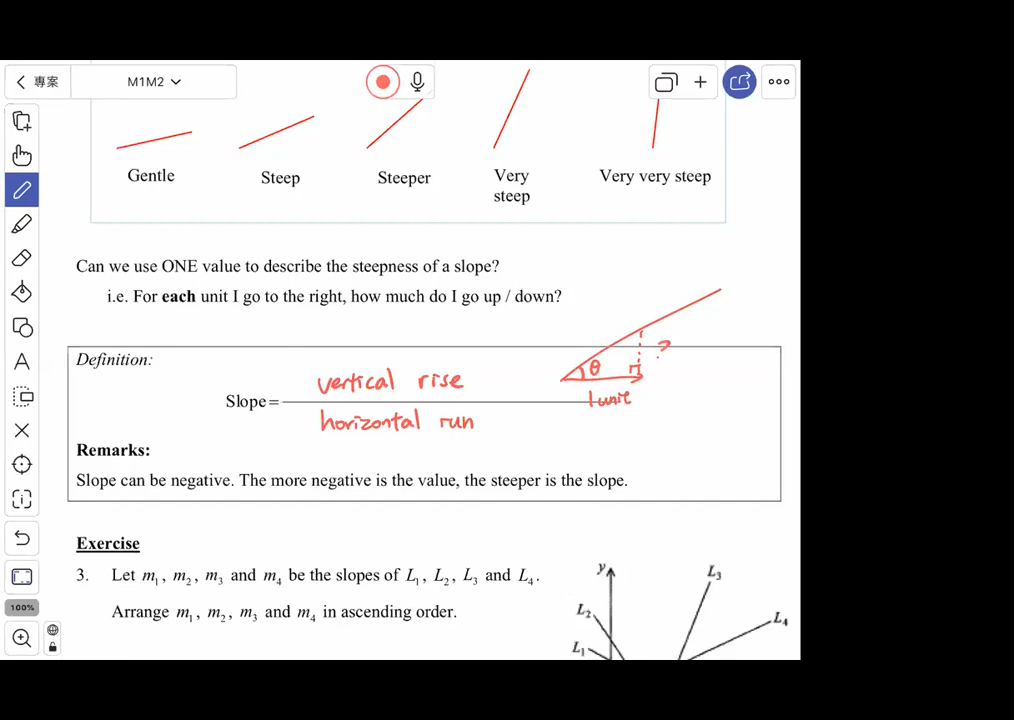 專案
M1M2
Gentle
Steep
Steeper
Very
steep
Very very steep
Can we use ONE value to describe the steepness of a slope?
i.e. For each unit I go to the right, how much do I go up / down?
Definition:
θ
?
Slope =
vertical rise
horizontal run
1 unit
Remarks:
Slope can be negative. The more negative is the value, the steeper is the slope.
Exercise
3. Let m₁, m₂, m₃ and m₄ be the slopes of L₁, L₂, L₃ and L₄.
Arrange m₁, m₂, m₃ and m₄ in ascending order.
y
L₃
L₂
L₄
L₁
A
100%